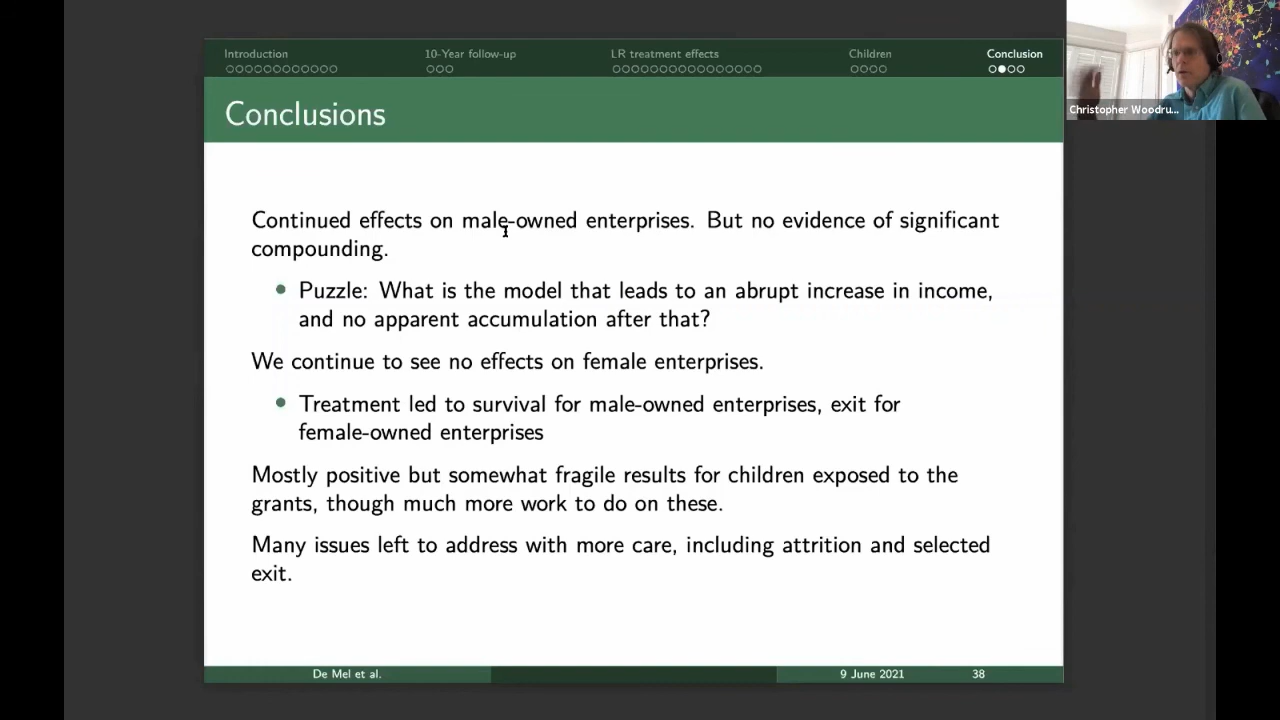 Introduction
10-Year follow-up
LR treatment effects
Children
Conclusion
Conclusions
Christopher Woodru...
Continued effects on male-owned enterprises. But no evidence of significant
compounding.
Puzzle: What is the model that leads to an abrupt increase in income,
and no apparent accumulation after that?
We continue to see no effects on female enterprises.
Treatment led to survival for male-owned enterprises, exit for
female-owned enterprises
Mostly positive but somewhat fragile results for children exposed to the
grants, though much more work to do on these.
Many issues left to address with more care, including attrition and selected
exit.
De Mel et al.
9 June 2021
38